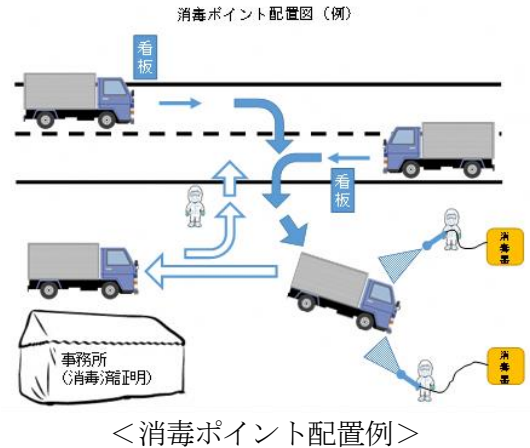 消毒ポイント配置図（例）
看板
看板
消毒器
事務所
（消毒済証明）
消毒器
＜消毒ポイント配置例＞